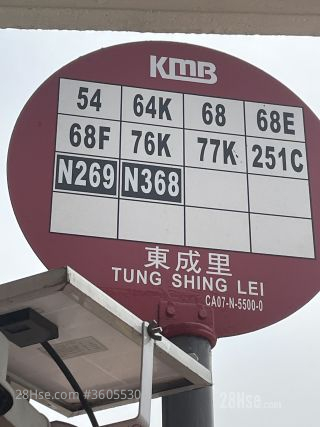 KMB
54 64K 68 68E
68F 76K 77K 251C
N269 N368
東成里
TUNG SHING LEI
CA07-N-5500-0
28Hse.com #3605530
28Hse.com